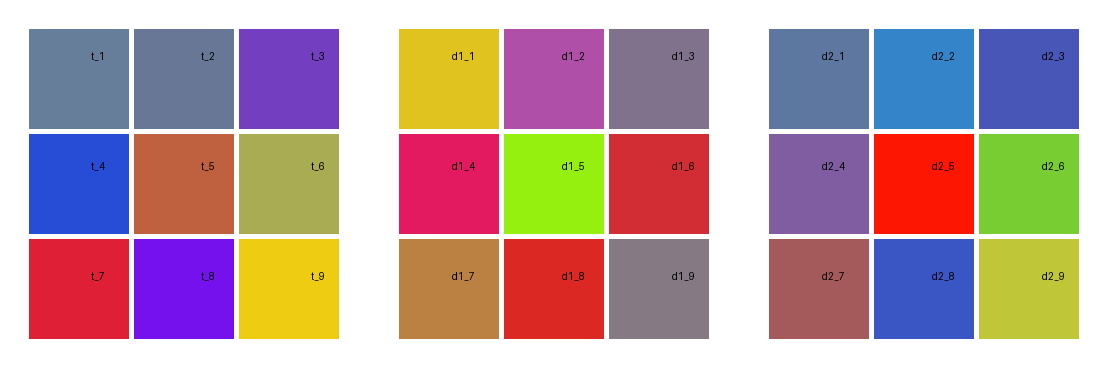 t_1 t_2 t_3 d1_1 d1_2 d1_3 d2_1 d2_2 d2_3
t_4 t_5 t_6 d1_4 d1_5 d1_6 d2_4 d2_5 d2_6
t_7 t_8 t_9 d1_7 d1_8 d1_9 d2_7 d2_8 d2_9